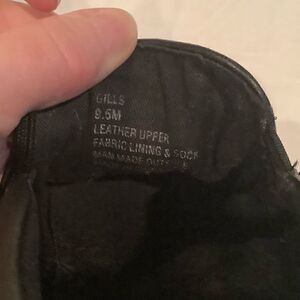 GILLS
9.5M
LEATHER UPPER
FABRIC LINING & SOCK
MAN MADE